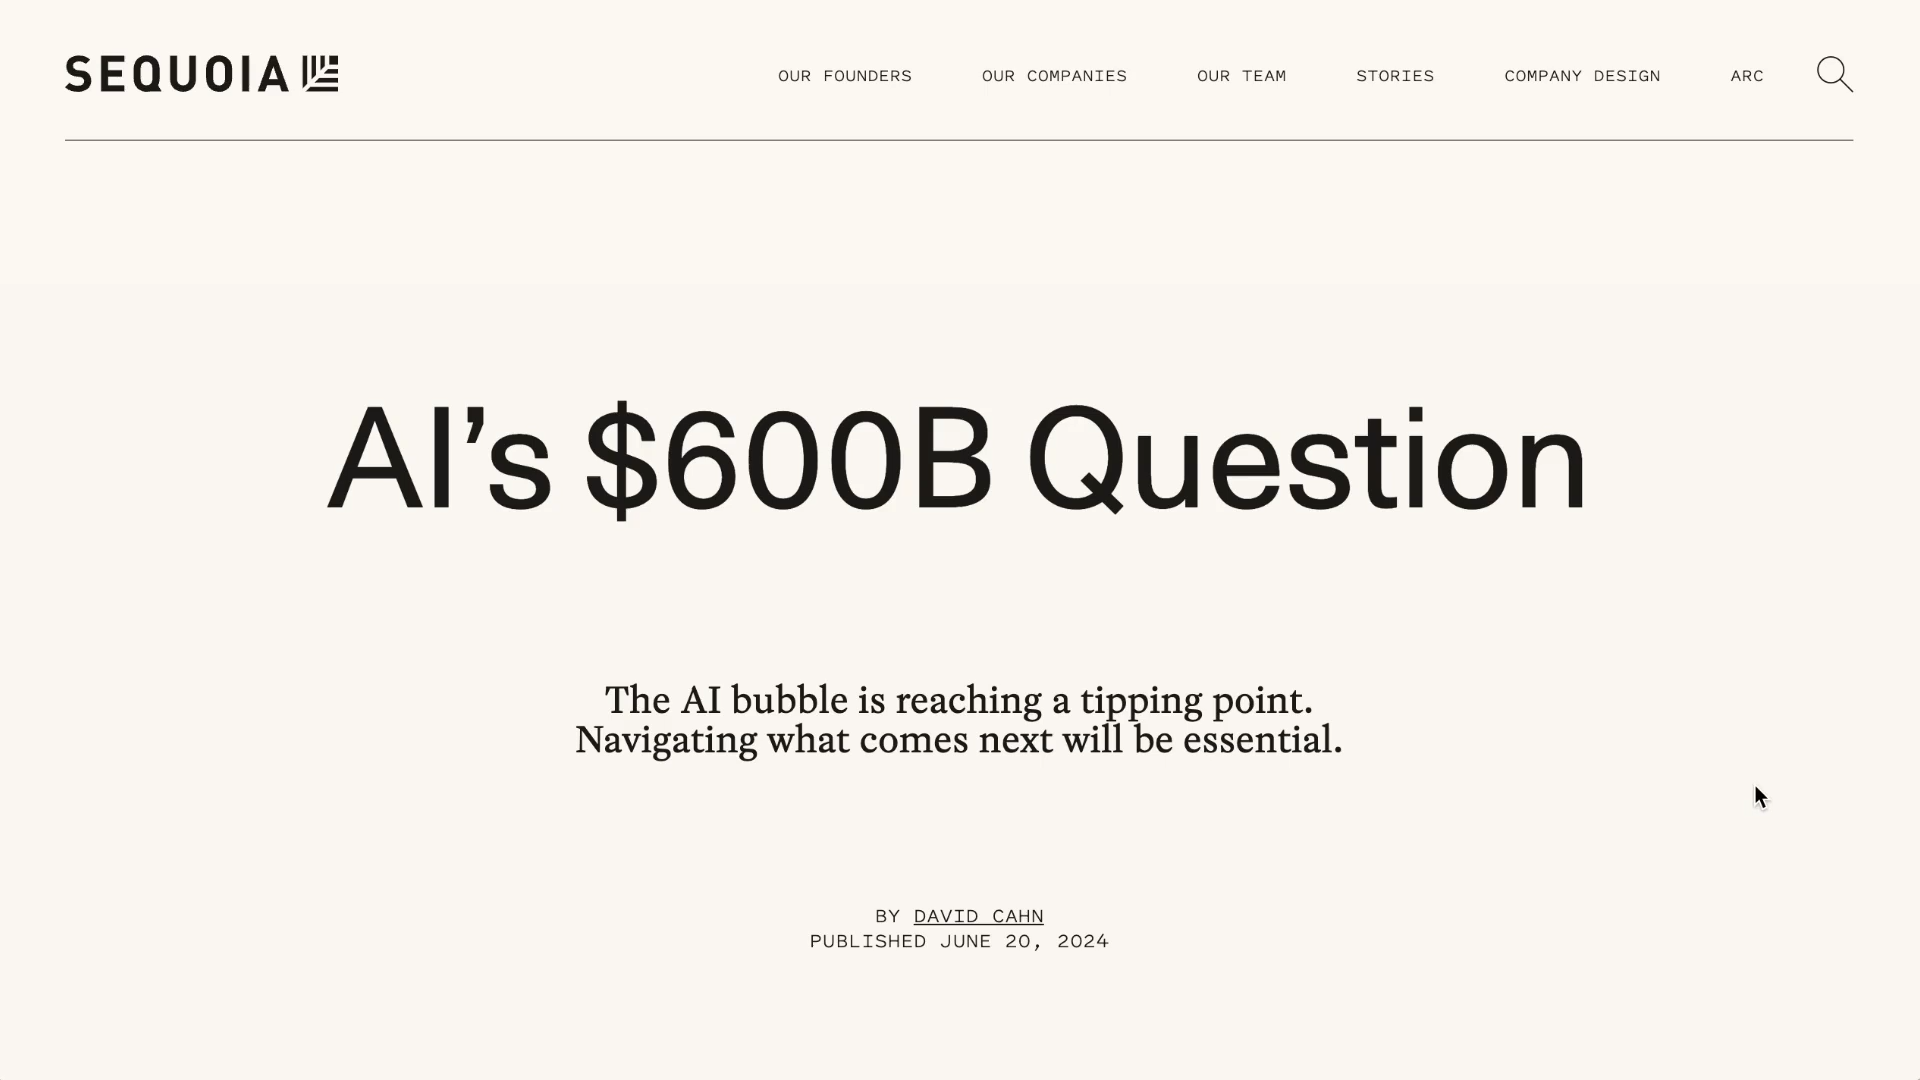 SEQUOIA
OUR FOUNDERS OUR COMPANIES OUR TEAM STORIES COMPANY DESIGN ARC
AI’s $600B Question
The AI bubble is reaching a tipping point.
Navigating what comes next will be essential.
BY DAVID CAHN
PUBLISHED JUNE 20, 2024